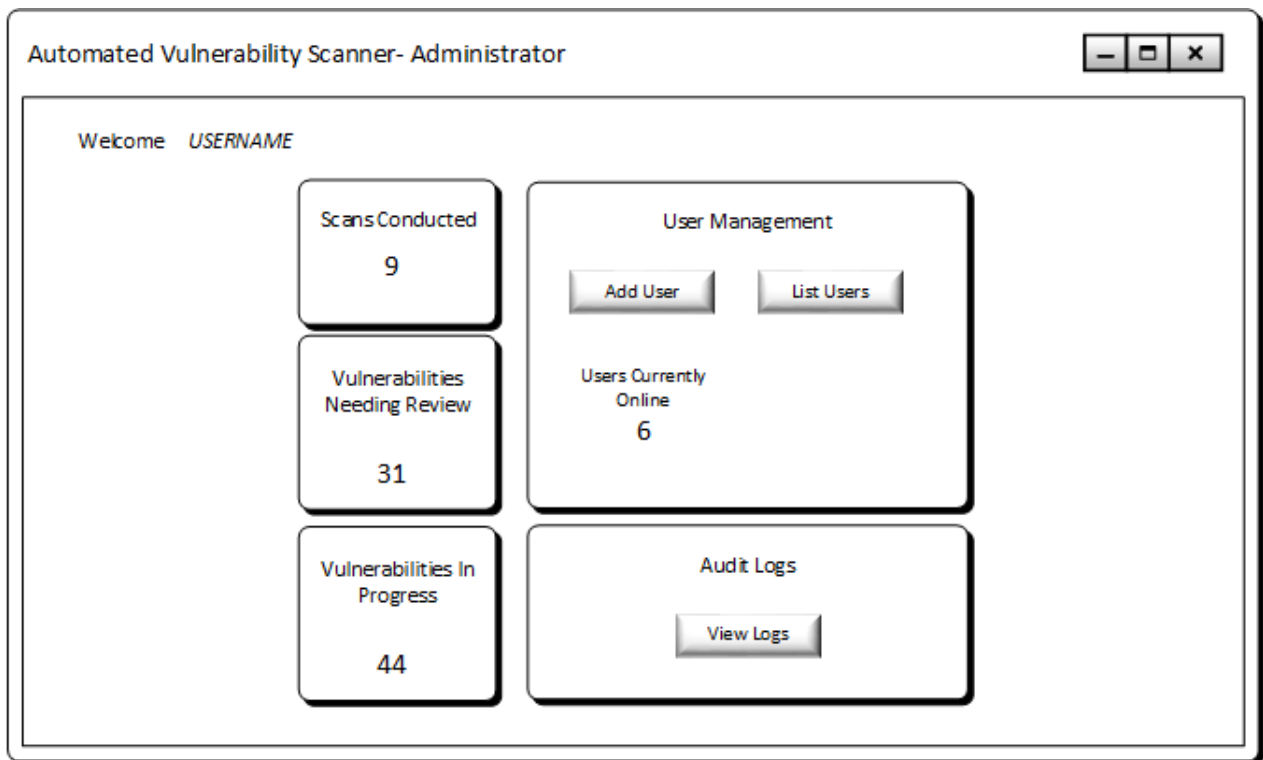 Automated Vulnerability Scanner- Administrator
Welcome USERNAME
Scans Conducted
9
Vulnerabilities
Needing Review
31
Vulnerabilities In
Progress
44
User Management
Add User
List Users
Users Currently
Online
6
Audit Logs
View Logs